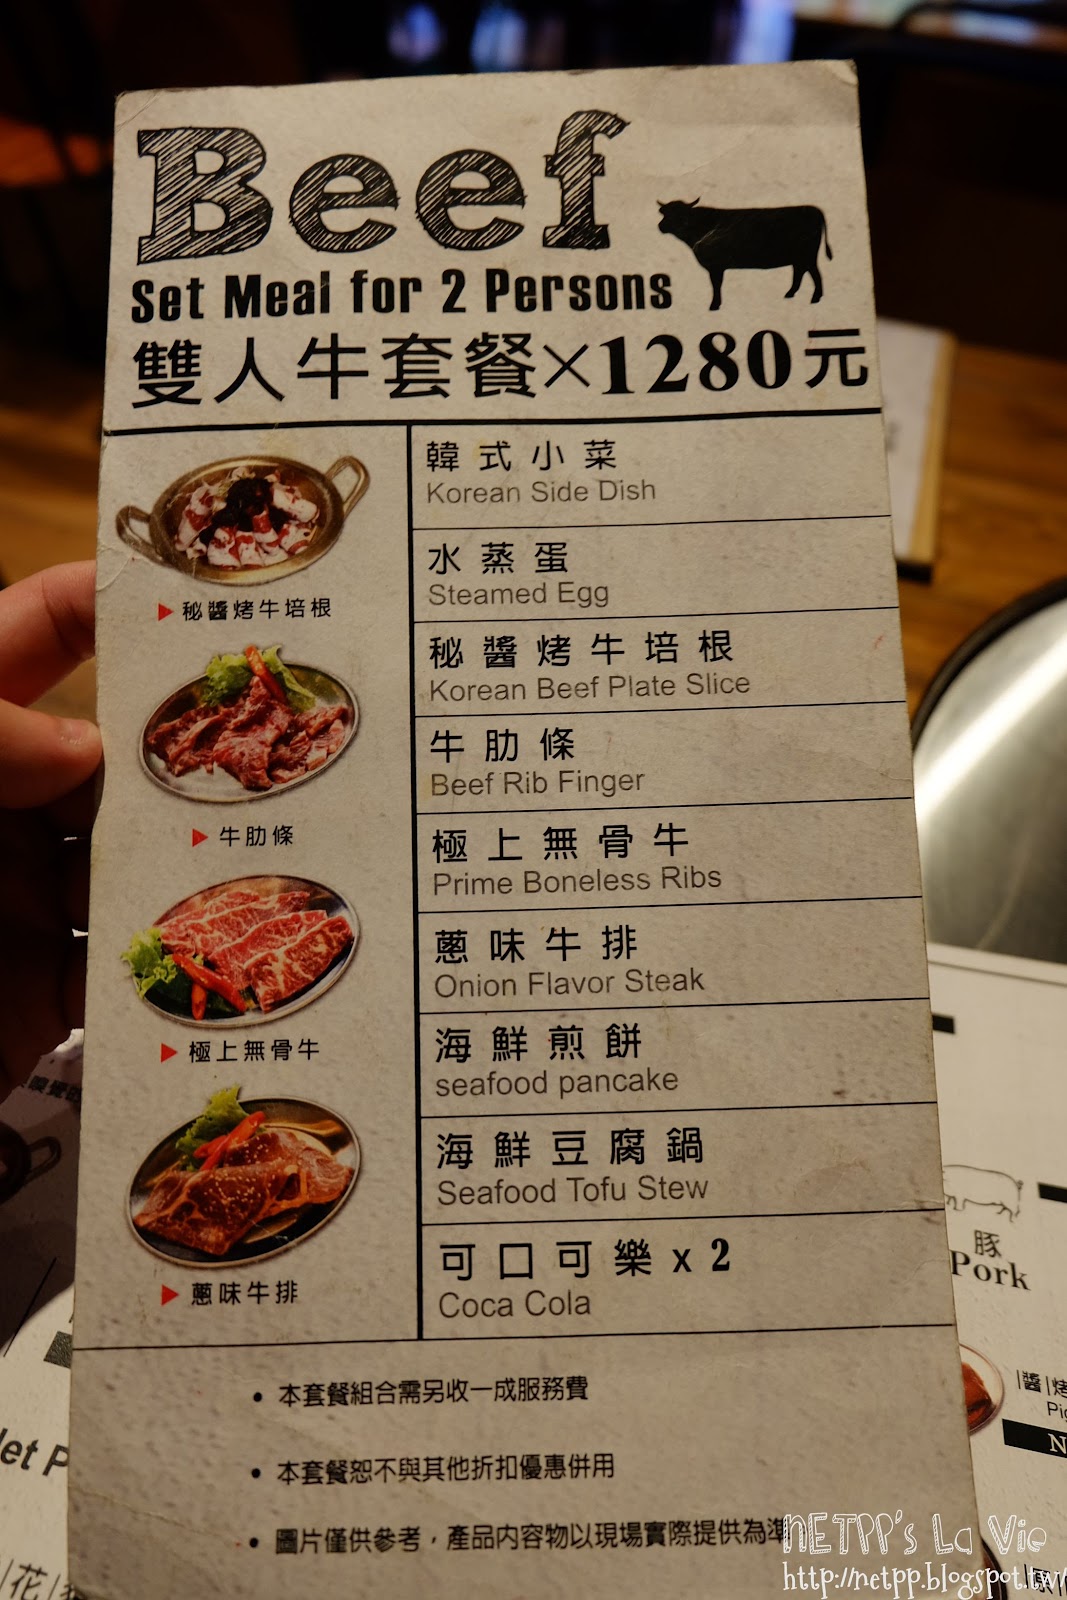 Beef
Set Meal for 2 Persons
雙人牛套餐×1280元
韓式小菜
Korean Side Dish
水蒸蛋
Steamed Egg
秘醬烤牛培根
Korean Beef Plate Slice
牛肋條
Beef Rib Finger
極上無骨牛
Prime Boneless Ribs
蔥味牛排
Onion Flavor Steak
海鮮煎餅
seafood pancake
海鮮豆腐鍋
Seafood Tofu Stew
可口可樂 x 2
Coca Cola
▶ 秘醬烤牛培根
▶ 牛肋條
▶ 極上無骨牛
▶ 蔥味牛排
• 本套餐組合需另收一成服務費
• 本套餐恕不與其他折扣優惠併用
• 圖片僅供參考，產品內容物以現場實際提供為準
豚
Pork
|醬|烤
花
NETPP's La Vie
http://netpp.blogspot.tw/